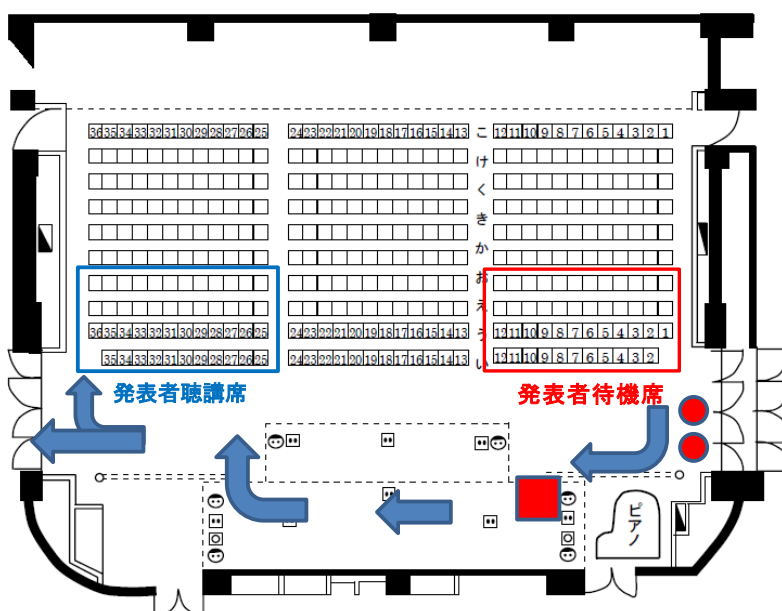 36 35 34 33 32 31 30 29 28 27 26 25 24 23 22 21 20 19 18 17 16 15 14 13 こ 12 11 10 9 8 7 6 5 4 3 2 1
け
く
き
か
お
え
36 35 34 33 32 31 30 29 28 27 26 25 24 23 22 21 20 19 18 17 16 15 14 13 う 12 11 10 9 8 7 6 5 4 3 2 1
35 34 33 32 31 30 29 28 27 26 25 24 23 22 21 20 19 18 17 16 15 14 13 い 12 11 10 9 8 7 6 5 4 3 2
発表者聴講席
発表者待機席
ピアノ